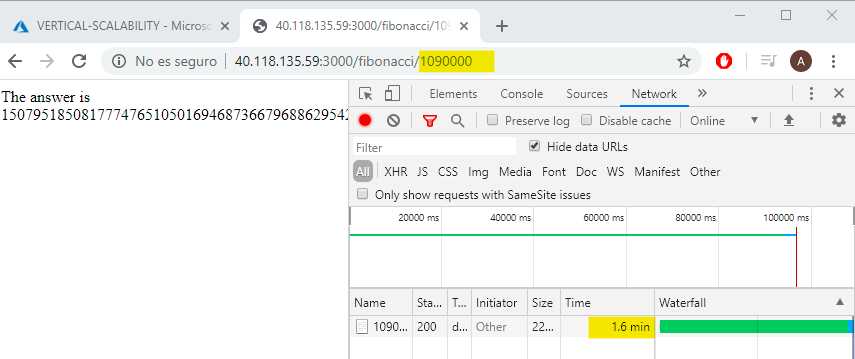 VERTICAL-SCALABILITY - Microso
40.118.135.59:3000/fibonacci/109
No es seguro 40.118.135.59:3000/fibonacci/1090000 A
The answer is
Elements Console Sources Network
Preserve log Disable cache Online
Filter Hide data URLs
All XHR JS CSS Img Media Font Doc WS Manifest Other
Only show requests with SameSite issues
20000 ms 40000 ms 60000 ms 80000 ms 100000 ms
Name Sta... T... Initiator Size Time Waterfall
1090... 200 d... Other 22... 1.6 min